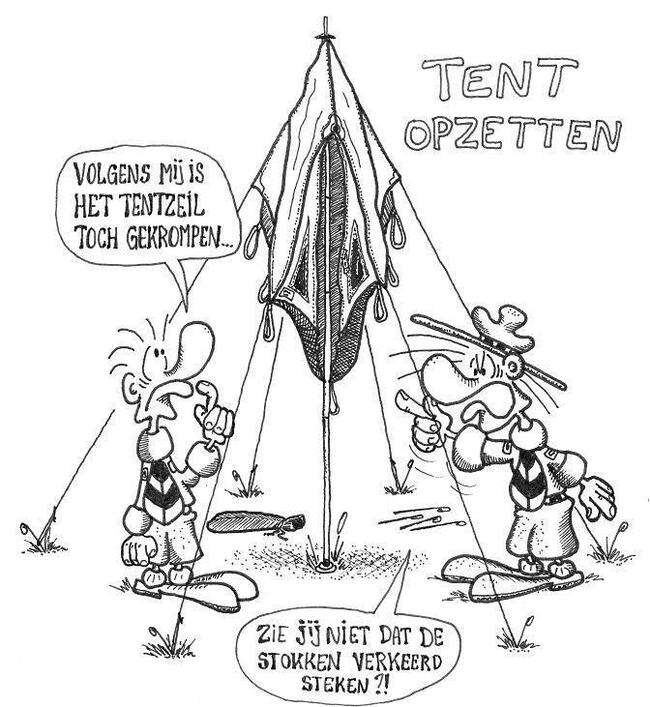 TENT
OPZETTEN
VOLGENS MIJ IS
HET TENTZEIL
TOCH GEKROMPEN...
ZIE JIJ NIET DAT DE
STOKKEN VERKEERD
STEKEN?!